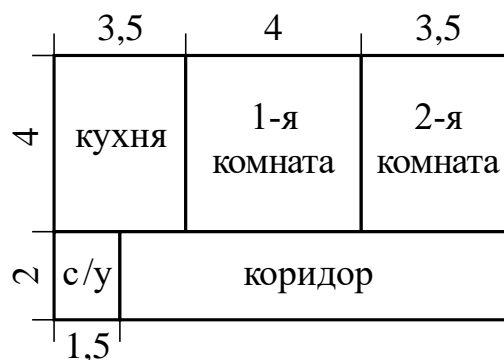 3,5 4 3,5
4
кухня
1-я
комната
2-я
комната
2
с/у
коридор
1,5